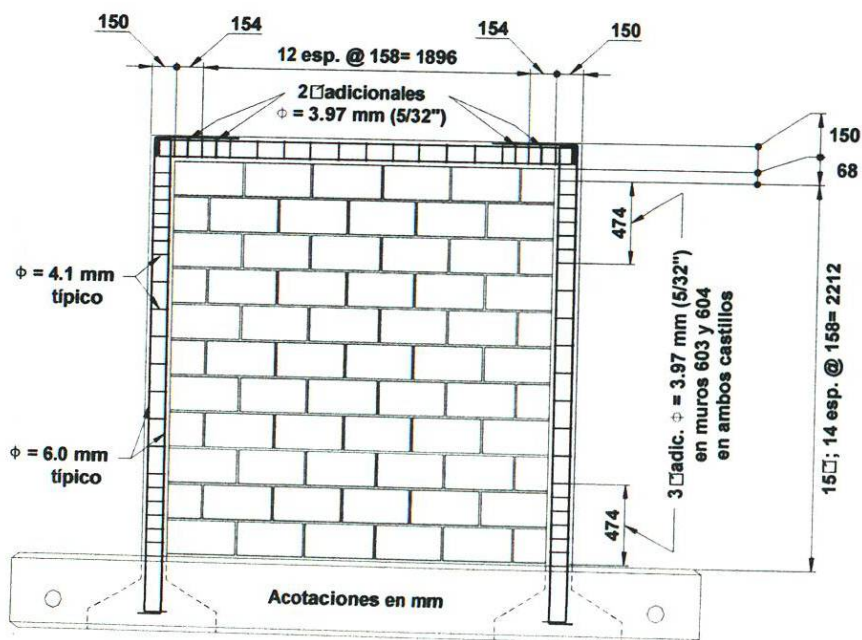 150
154
12 esp. @ 158= 1896
154
150
2 □adicionales
ϕ = 3.97 mm (5/32")
150
68
474
ϕ = 4.1 mm
típico
3 □adic. ϕ = 3.97 mm (5/32")
en muros 603 y 604
en ambos castillos
15□; 14 esp. @ 158= 2212
ϕ = 6.0 mm
típico
474
Acotaciones en mm